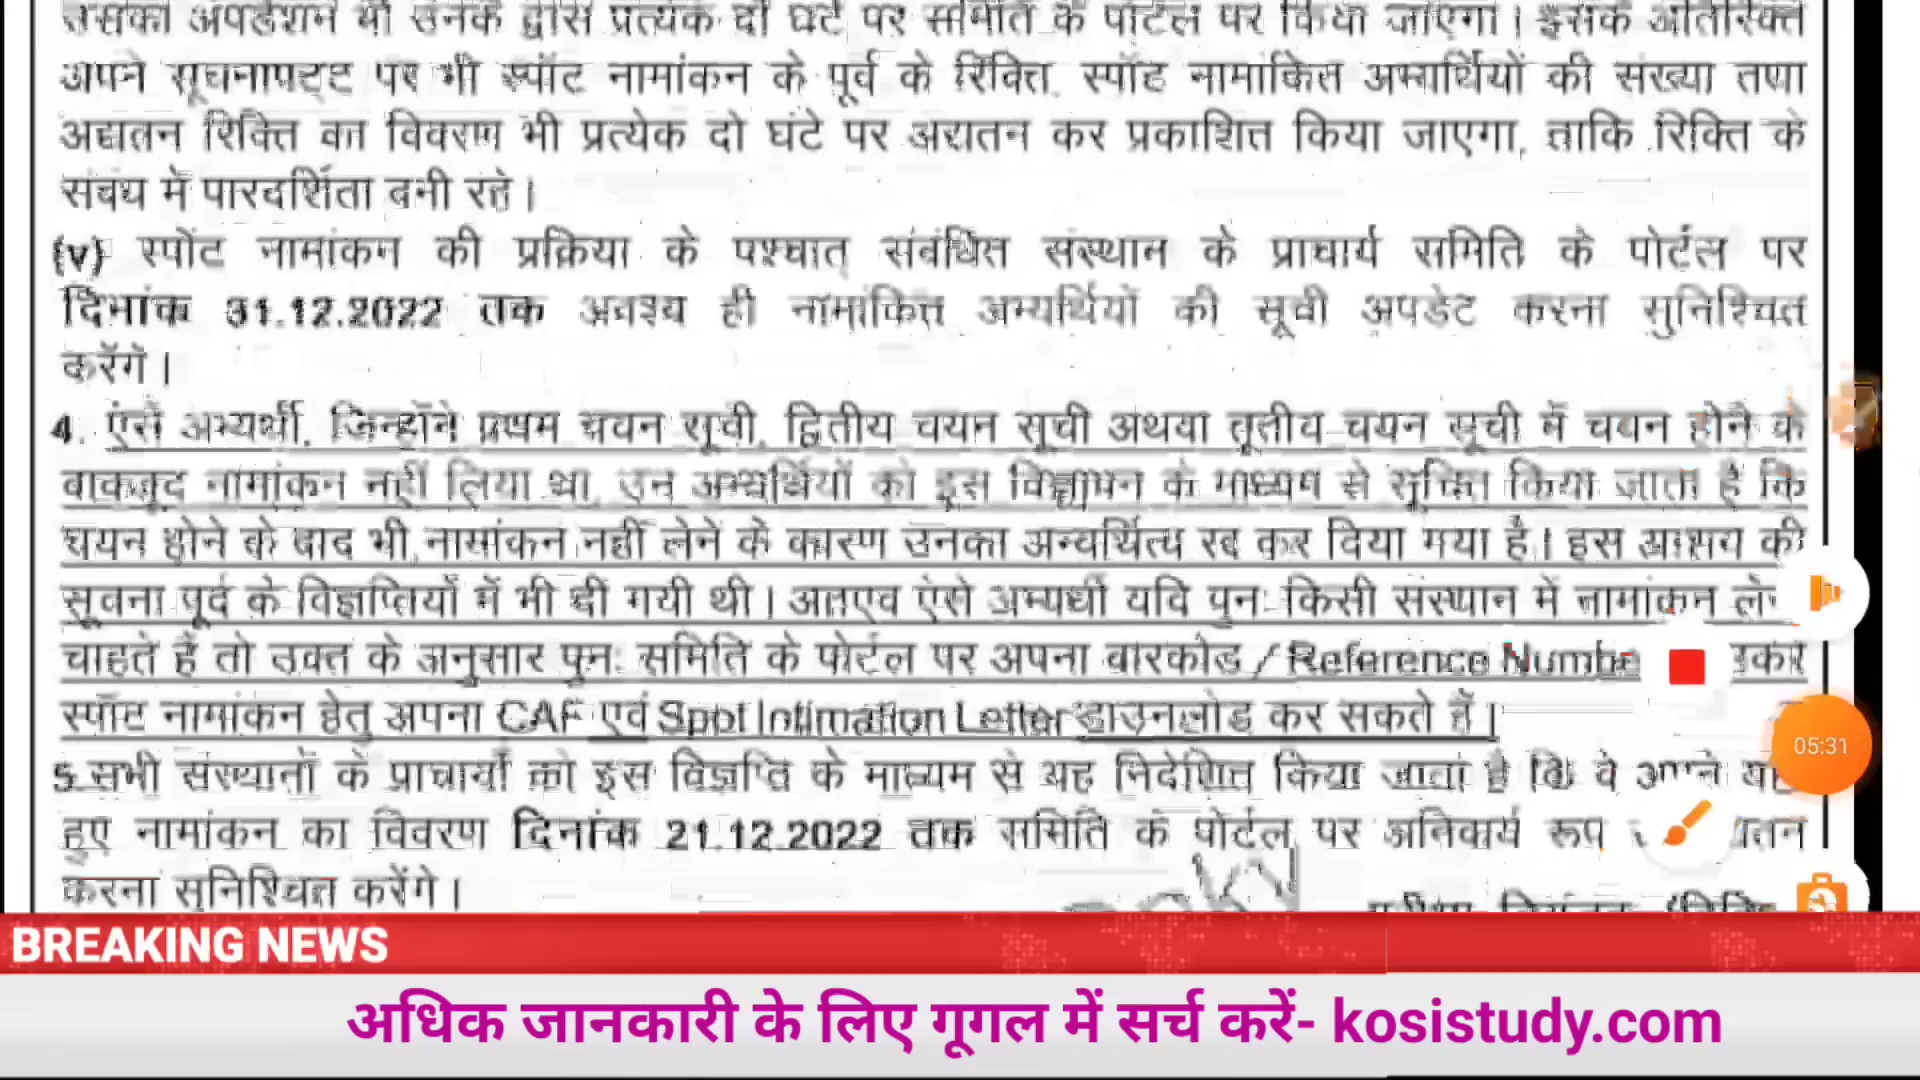 उसका अपडेशन भी उनके द्वारा प्रत्येक दो घंटे पर समिति के पोर्टल पर किया जाएगा। इसके अतिरिक्त
अपने सूचनापट्ट पर भी स्पॉट नामांकन के पूर्व के रिक्ति, स्पॉट नामांकित अभ्यर्थियों की संख्या तथा
अद्यतन रिक्ति का विवरण भी प्रत्येक दो घंटे पर अद्यतन कर प्रकाशित किया जाएगा, ताकि रिक्ति के
संबंध में पारदर्शिता बनी रहे।
(v) स्पॉट नामांकन की प्रक्रिया के पश्चात् संबंधित संस्थान के प्राचार्य समिति के पोर्टल पर
दिनांक 31.12.2022 तक अवश्य ही नामांकित अभ्यर्थियों की सूची अपडेट करना सुनिश्चित
करेंगे।
4. ऐसे अभ्यर्थी, जिन्होंने प्रथम चयन सूची, द्वितीय चयन सूची अथवा तृतीय चयन सूची में चयन होने के
बावजूद नामांकन नहीं लिया था, उन अभ्यर्थियों को इस विज्ञापन के माध्यम से सूचित किया जाता है कि
चयन होने के बाद भी नामांकन नहीं लेने के कारण उनका अभ्यर्थित्व रद्द कर दिया गया है। इस आशय की
सूचना पूर्व के विज्ञप्तियों में भी दी गयी थी। अतएव ऐसे अभ्यर्थी यदि पुनः किसी संस्थान में नामांकन
चाहते हैं तो उक्त के अनुसार पुनः समिति के पोर्टल पर अपना बारकोड / Reference
स्पॉट नामांकन हेतु अपना CAF एवं Spot Intimation Letter डाउनलोड कर सकते हैं।
5. सभी संस्थानों के प्राचार्यों को इस विज्ञप्ति के माध्यम से यह निदेशित किया जाता है कि वे अपने
हुए नामांकन का विवरण दिनांक 21.12.2022 तक समिति के पोर्टल पर अनिवार्य रूप
करना सुनिश्चित करेंगे।
05:31
BREAKING NEWS
अधिक जानकारी के लिए गूगल में सर्च करें- kosistudy.com